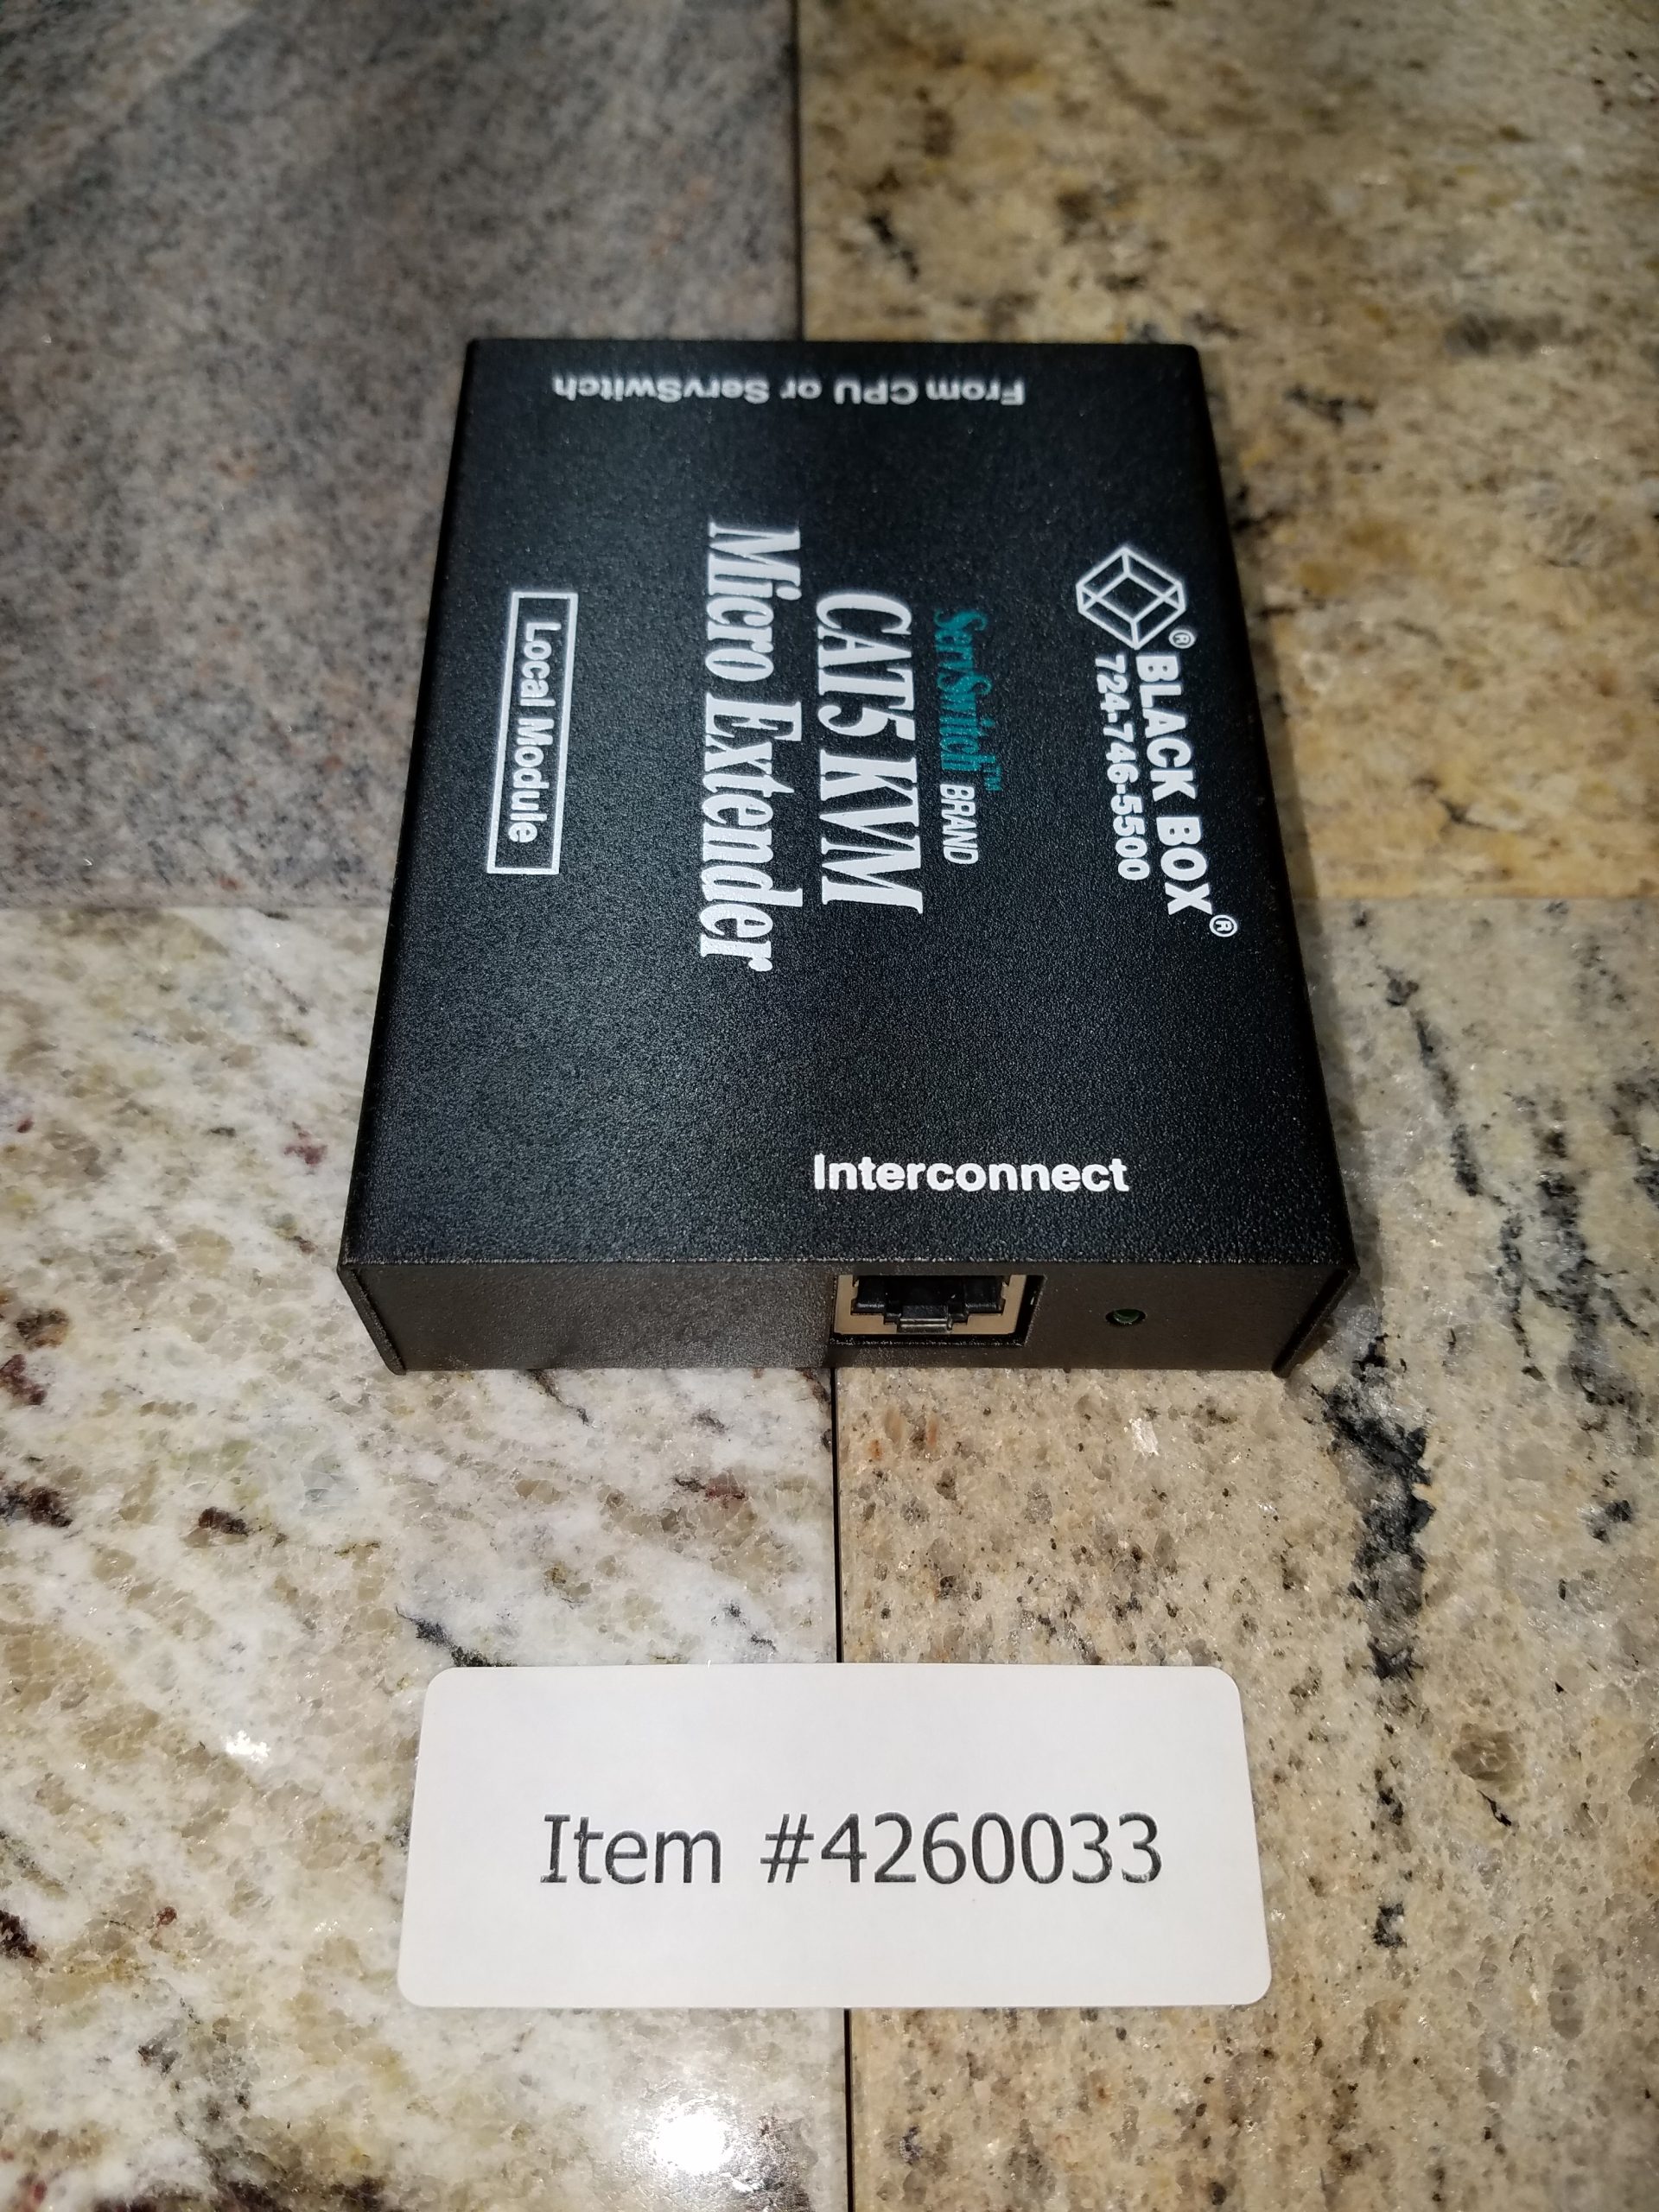 From CPU or ServSwitch
® BLACK BOX®
724-746-5500
ServSwitch™ BRAND
CAT5 KVM
Micro Extender
Local Module
Interconnect
Item #4260033